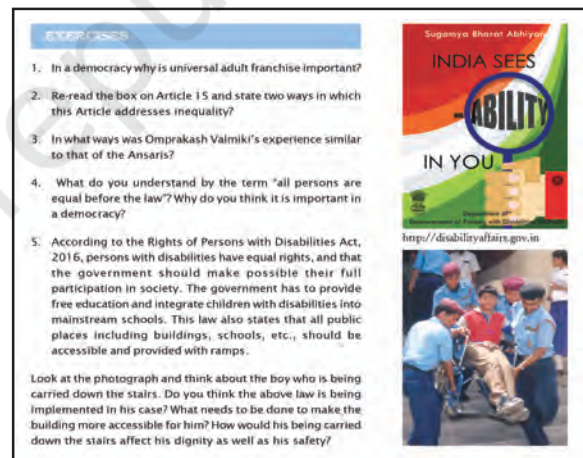 EXERCISES
1. In a democracy why is universal adult franchise important?
2. Re-read the box on Article 15 and state two ways in which
this Article addresses inequality?
3. In what ways was Omprakash Valmiki's experience similar
to that of the Ansaris?
4. What do you understand by the term "all persons are
equal before the law"? Why do you think it is important in
a democracy?
5. According to the Rights of Persons with Disabilities Act,
2016, persons with disabilities have equal rights, and that
the government should make possible their full
participation in society. The government has to provide
free education and integrate children with disabilities into
mainstream schools. This law also states that all public
places including buildings, schools, etc., should be
accessible and provided with ramps.
Look at the photograph and think about the boy who is being
carried down the stairs. Do you think the above law is being
implemented in his case? What needs to be done to make the
building more accessible for him? How would his being carried
down the stairs affect his dignity as well as his safety?
Sugamya Bharat Abhiyan
INDIA SEES
- ABILITY
IN YOU
Department of
Empowerment of Persons with Disabilities
http://disabilityaffairs.gov.in
repu